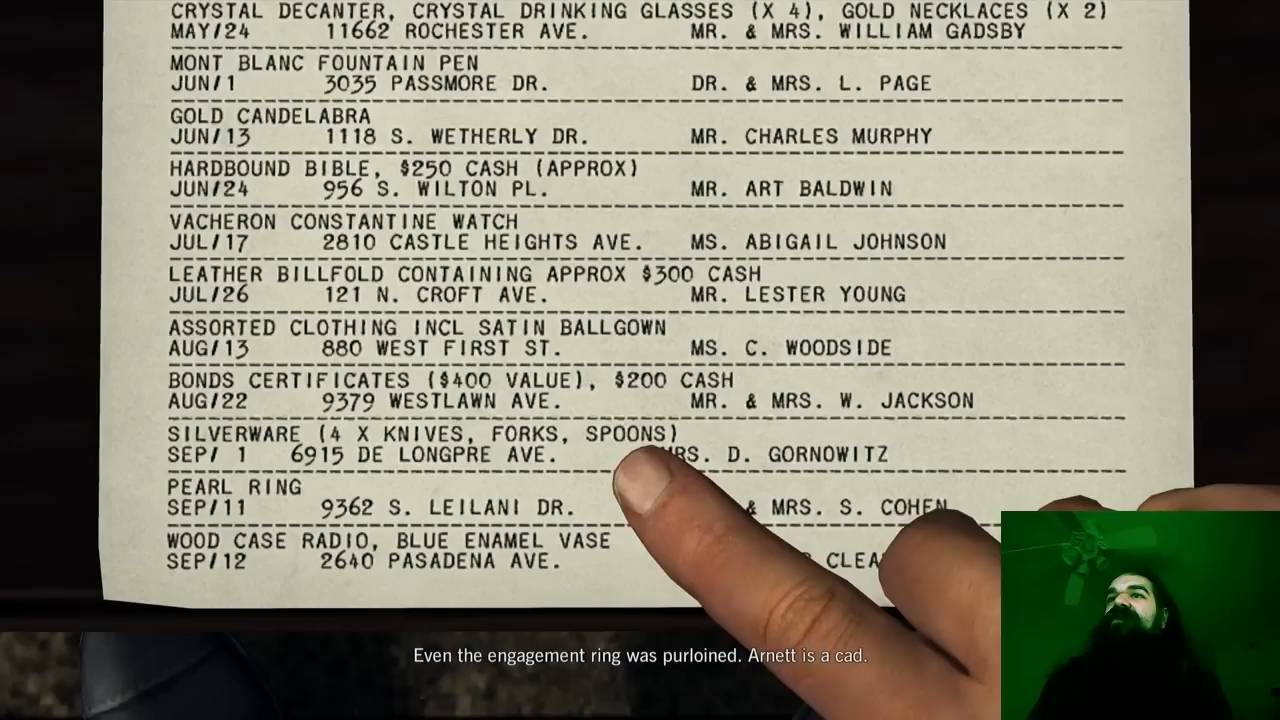 CRYSTAL DECANTER, CRYSTAL DRINKING GLASSES (X 4), GOLD NECKLACES (X 2)
MAY/24 11662 ROCHESTER AVE. MR. & MRS. WILLIAM GADSBY
MONT BLANC FOUNTAIN PEN
JUN/1 3035 PASSMORE DR. DR. & MRS. L. PAGE
GOLD CANDELABRA
JUN/13 1118 S. WETHERLY DR. MR. CHARLES MURPHY
HARDBOUND BIBLE, $250 CASH (APPROX)
JUN/24 956 S. WILTON PL. MR. ART BALDWIN
VACHERON CONSTANTINE WATCH
JUL/17 2810 CASTLE HEIGHTS AVE. MS. ABIGAIL JOHNSON
LEATHER BILLFOLD CONTAINING APPROX $300 CASH
JUL/26 121 N. CROFT AVE. MR. LESTER YOUNG
ASSORTED CLOTHING INCL SATIN BALLGOWN
AUG/13 880 WEST FIRST ST. MS. C. WOODSIDE
BONDS CERTIFICATES ($400 VALUE), $200 CASH
AUG/22 9379 WESTLAWN AVE. MR. & MRS. W. JACKSON
SILVERWARE (4 X KNIVES, FORKS, SPOONS)
SEP/ 1 6915 DE LONGPRE AVE. MRS. D. GORNOWITZ
PEARL RING
SEP/11 9362 S. LEILANI DR. & MRS. S. COHEN
WOOD CASE RADIO, BLUE ENAMEL VASE
SEP/12 2640 PASADENA AVE.
Even the engagement ring was purloined. Arnett is a cad.